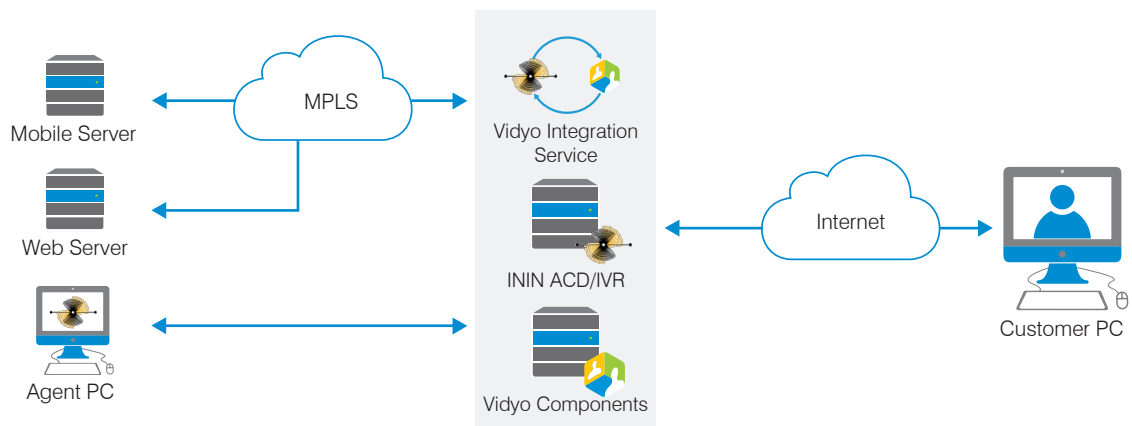 Mobile Server
Web Server
Agent PC
MPLS
Vidyo Integration
Service
ININ ACD/IVR
Vidyo Components
Internet
Customer PC